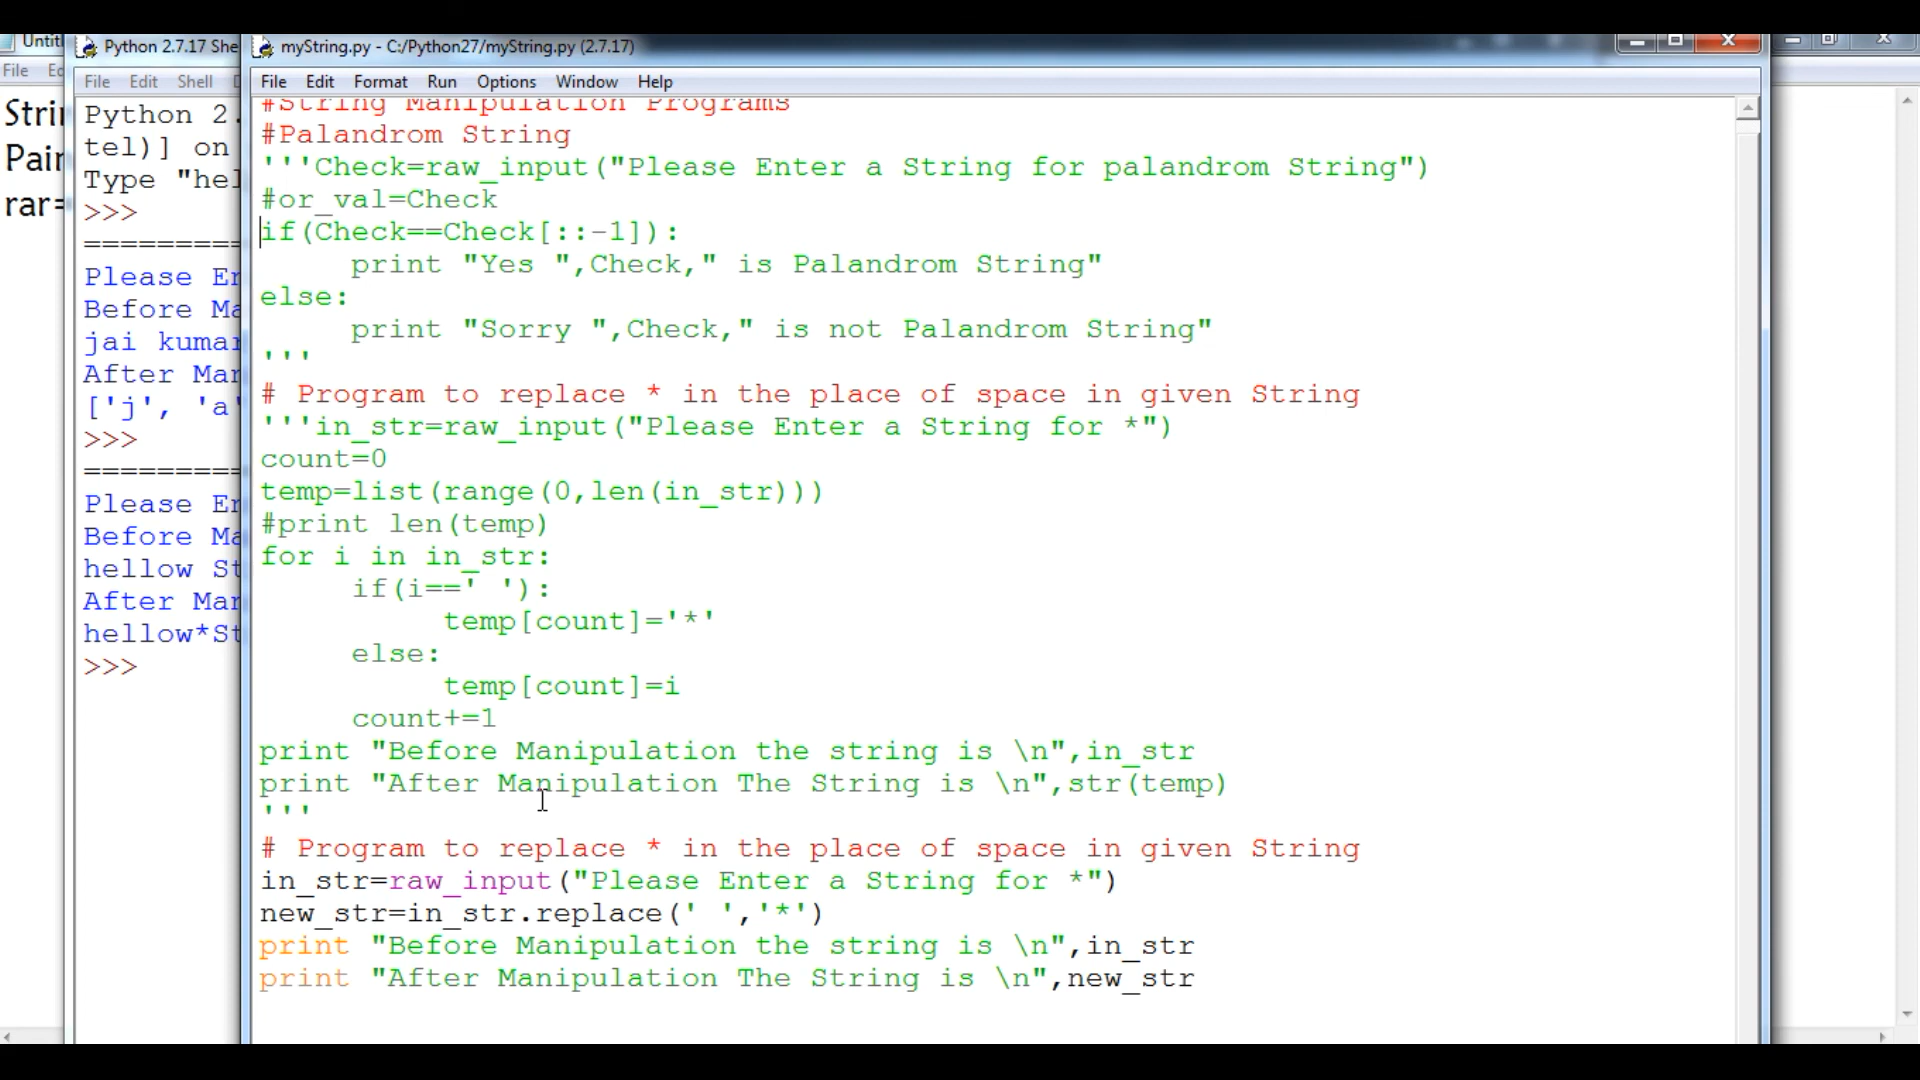 Untitl
Python 2.7.17 She
myString.py - C:/Python27/myString.py (2.7.17)
File
File Edit Shell
File Edit Format Run Options Window Help
Strin
Pain
rar=
Python 2.
tel)] on
Type "hel
>>>
==========
Please En
Before Ma
jai kumar
After Man
['j', 'a'
>>>
==========
Please En
Before Ma
hellow St
After Man
hellow*St
>>>
#String Manipulation Programs
#Palandrom String
'''Check=raw_input("Please Enter a String for palandrom String")
#or_val=Check
if(Check==Check[::-1]):
print "Yes ",Check," is Palandrom String"
else:
print "Sorry ",Check," is not Palandrom String"
'''
# Program to replace * in the place of space in given String
'''in_str=raw_input("Please Enter a String for *")
count=0
temp=list(range(0,len(in_str)))
#print len(temp)
for i in in_str:
if(i==' '):
temp[count]='*'
else:
temp[count]=i
count+=1
print "Before Manipulation the string is \n",in_str
print "After Manipulation The String is \n",str(temp)
'''
# Program to replace * in the place of space in given String
in_str=raw_input("Please Enter a String for *")
new_str=in_str.replace(' ','*')
print "Before Manipulation the string is \n",in_str
print "After Manipulation The String is \n",new_str